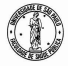 UNIVERSIDADE DE SÃO PAULO
FACULDADE DE SAÚDE PÚBLICA